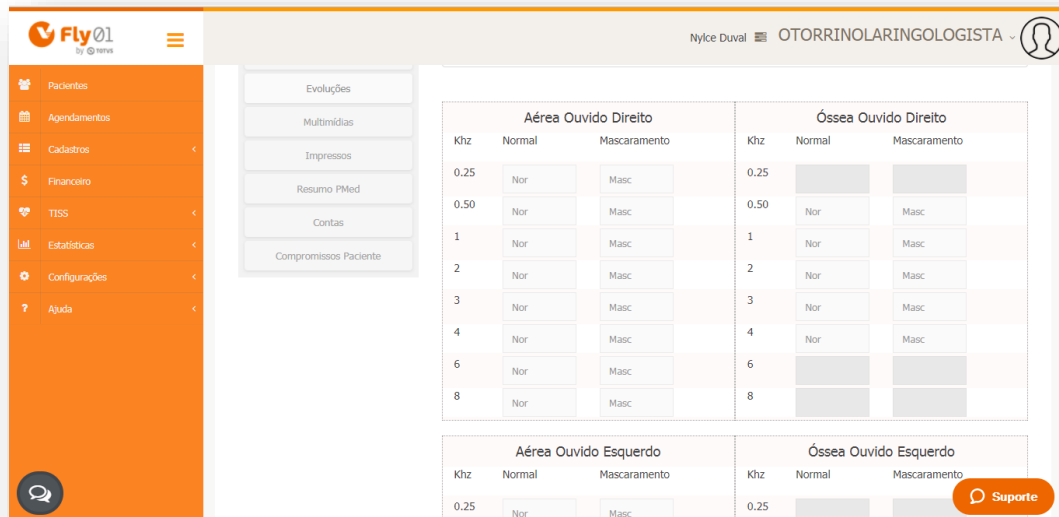 Fly01
by TOTVS
Nylce Duval OTORRINOLARINGOLOGISTA
Pacientes
Agendamentos
Cadastros
$ Financeiro
TISS
Estatísticas
Configurações
? Ajuda
Evoluções
Multimídias
Impressos
Resumo PMed
Contas
Compromissos Paciente
Aérea Ouvido Direito
Khz Normal Mascaramento
0.25 Nor Masc
0.50 Nor Masc
1 Nor Masc
2 Nor Masc
3 Nor Masc
4 Nor Masc
6 Nor Masc
8 Nor Masc
Óssea Ouvido Direito
Khz Normal Mascaramento
0.25
0.50 Nor Masc
1 Nor Masc
2 Nor Masc
3 Nor Masc
4 Nor Masc
6
8
Aérea Ouvido Esquerdo
Khz Normal Mascaramento
0.25 Nor Masc
Óssea Ouvido Esquerdo
Khz Normal Mascaramento
0.25
Suporte